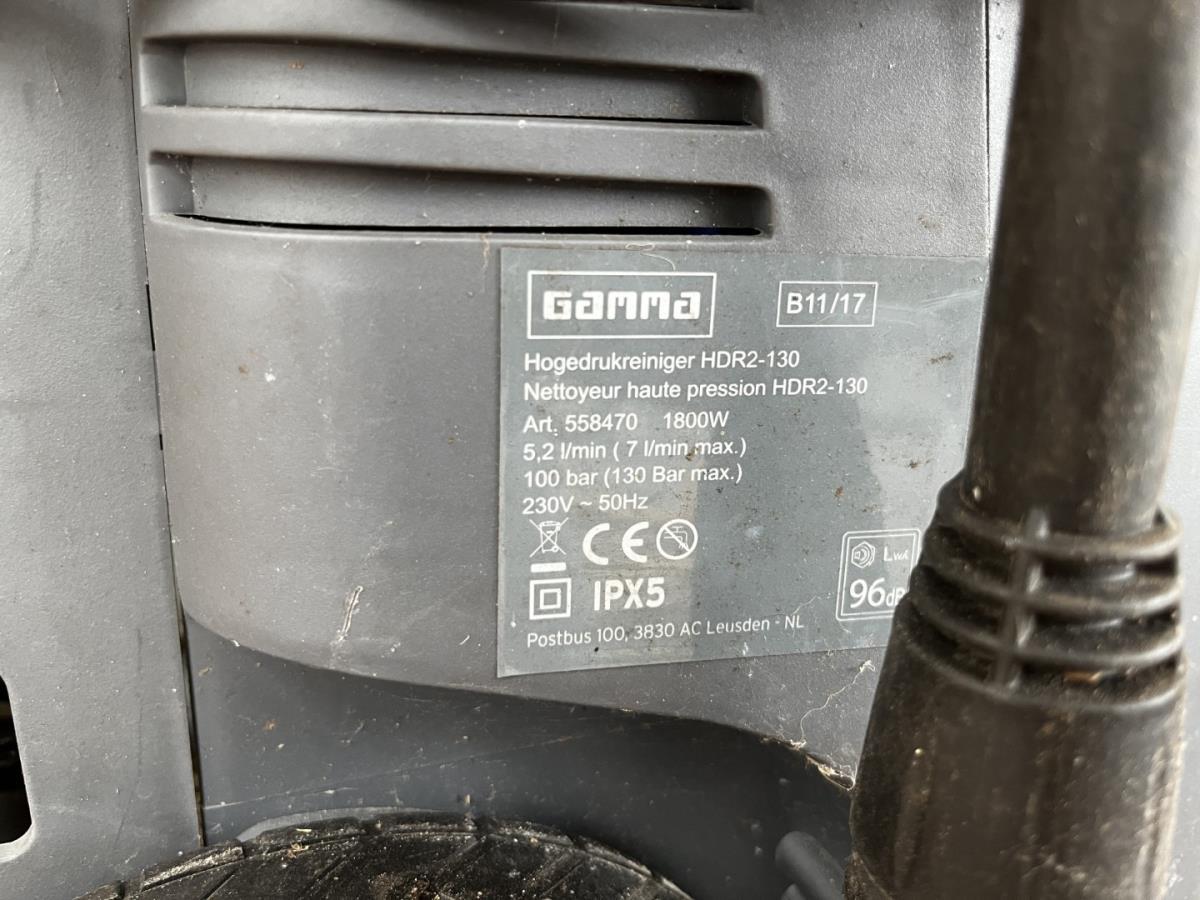 GAMMA
B11/17
Hogedrukreiniger HDR2-130
Nettoyeur haute pression HDR2-130
Art. 558470 1800W
5,2 l/min ( 7 l/min max.)
100 bar (130 Bar max.)
230V ~ 50Hz
CE
IPX5
LWA
96dB
Postbus 100, 3830 AC Leusden - NL